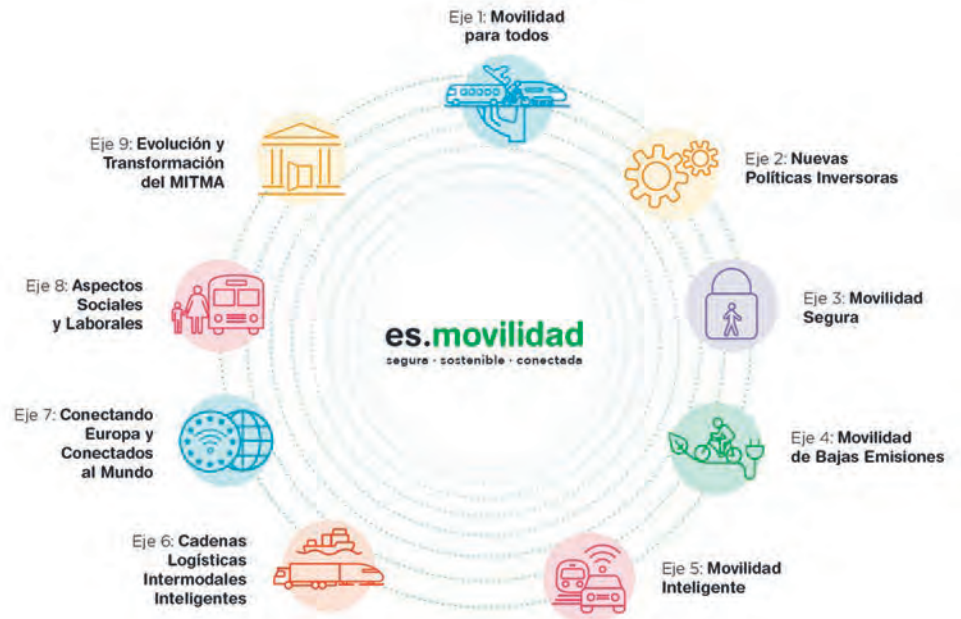 Eje 1: Movilidad
para todos
Eje 2: Nuevas
Políticas Inversoras
Eje 3: Movilidad
Segura
Eje 4: Movilidad
de Bajas Emisiones
Eje 5: Movilidad
Inteligente
Eje 6: Cadenas
Logísticas
Intermodales
Inteligentes
Eje 7: Conectando
Europa y
Conectados
al Mundo
Eje 8: Aspectos
Sociales
y Laborales
Eje 9: Evolución y
Transformación
del MITMA
es.movilidad
segura · sostenible · conectada